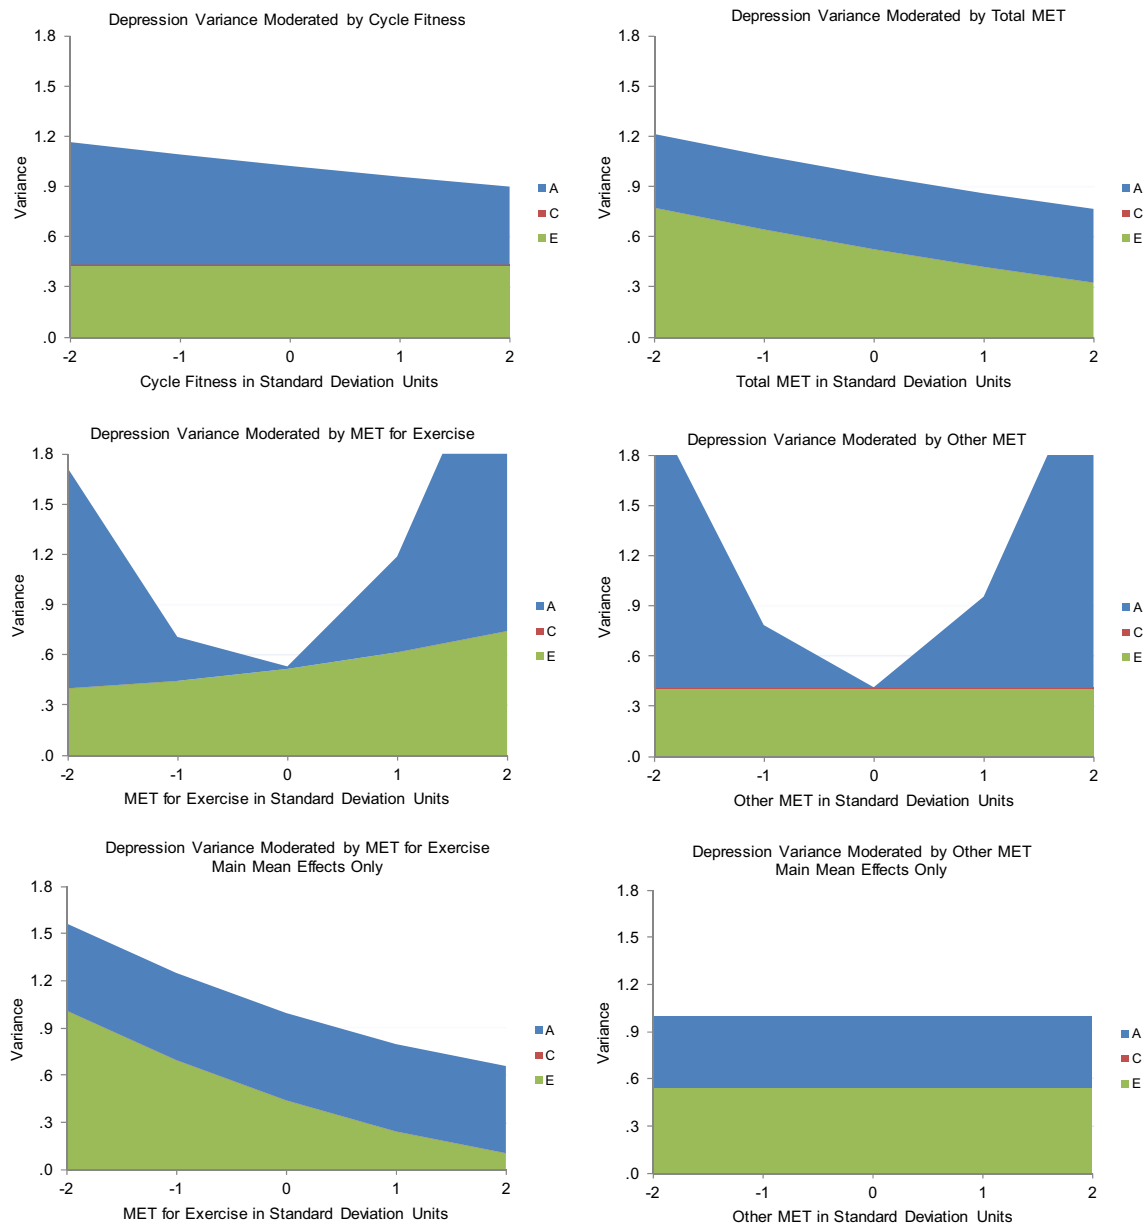 Depression Variance Moderated by Cycle Fitness
1.8
1.5
1.2
.9
.6
.3
.0
Variance
-2 -1 0 1 2
Cycle Fitness in Standard Deviation Units
A
C
E
Depression Variance Moderated by Total MET
1.8
1.5
1.2
.9
.6
.3
.0
Variance
-2 -1 0 1 2
Total MET in Standard Deviation Units
A
C
E
Depression Variance Moderated by MET for Exercise
1.8
1.5
1.2
.9
.6
.3
.0
Variance
-2 -1 0 1 2
MET for Exercise in Standard Deviation Units
A
C
E
Depression Variance Moderated by Other MET
1.8
1.5
1.2
.9
.6
.3
.0
Variance
-2 -1 0 1 2
Other MET in Standard Deviation Units
A
C
E
Depression Variance Moderated by MET for Exercise
Main Mean Effects Only
1.8
1.5
1.2
.9
.6
.3
.0
Variance
-2 -1 0 1 2
MET for Exercise in Standard Deviation Units
A
C
E
Depression Variance Moderated by Other MET
Main Mean Effects Only
1.8
1.5
1.2
.9
.6
.3
.0
Variance
-2 -1 0 1 2
Other MET in Standard Deviation Units
A
C
E